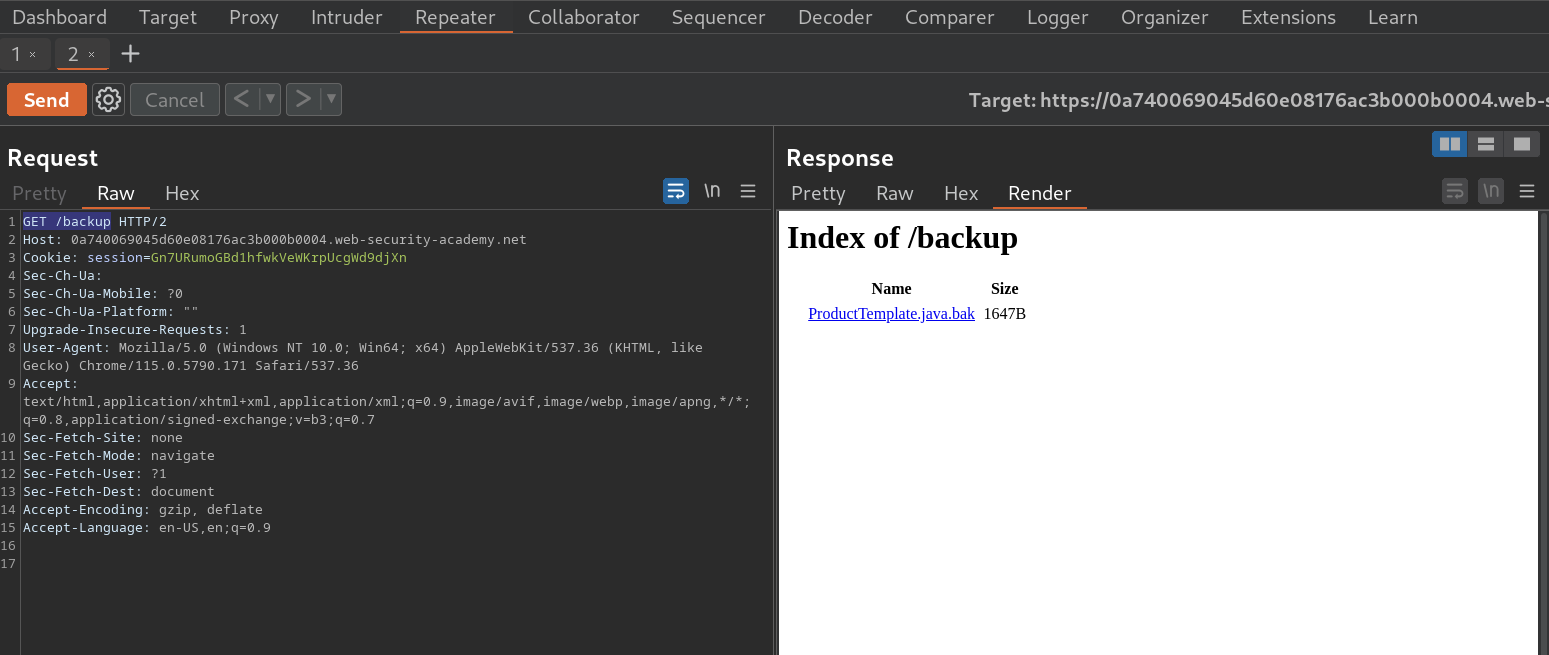 Dashboard Target Proxy Intruder Repeater Collaborator Sequencer Decoder Comparer Logger Organizer Extensions Learn
1 × 2 × +
Send Cancel < ▼ > ▼ Target: https://0a740069045d60e08176ac3b000b0004.web-s
Request
Pretty Raw Hex \n
1 GET /backup HTTP/2
2 Host: 0a740069045d60e08176ac3b000b0004.web-security-academy.net
3 Cookie: session=Gn7URumoGBd1hfwkVeWKrpUcgWd9djXn
4 Sec-Ch-Ua:
5 Sec-Ch-Ua-Mobile: ?0
6 Sec-Ch-Ua-Platform: ""
7 Upgrade-Insecure-Requests: 1
8 User-Agent: Mozilla/5.0 (Windows NT 10.0; Win64; x64) AppleWebKit/537.36 (KHTML, like
Gecko) Chrome/115.0.5790.171 Safari/537.36
9 Accept:
text/html,application/xhtml+xml,application/xml;q=0.9,image/avif,image/webp,image/apng,*/*;
q=0.8,application/signed-exchange;v=b3;q=0.7
10 Sec-Fetch-Site: none
11 Sec-Fetch-Mode: navigate
12 Sec-Fetch-User: ?1
13 Sec-Fetch-Dest: document
14 Accept-Encoding: gzip, deflate
15 Accept-Language: en-US,en;q=0.9
16
17
Response
Pretty Raw Hex Render \n
Index of /backup
Name Size
ProductTemplate.java.bak 1647B